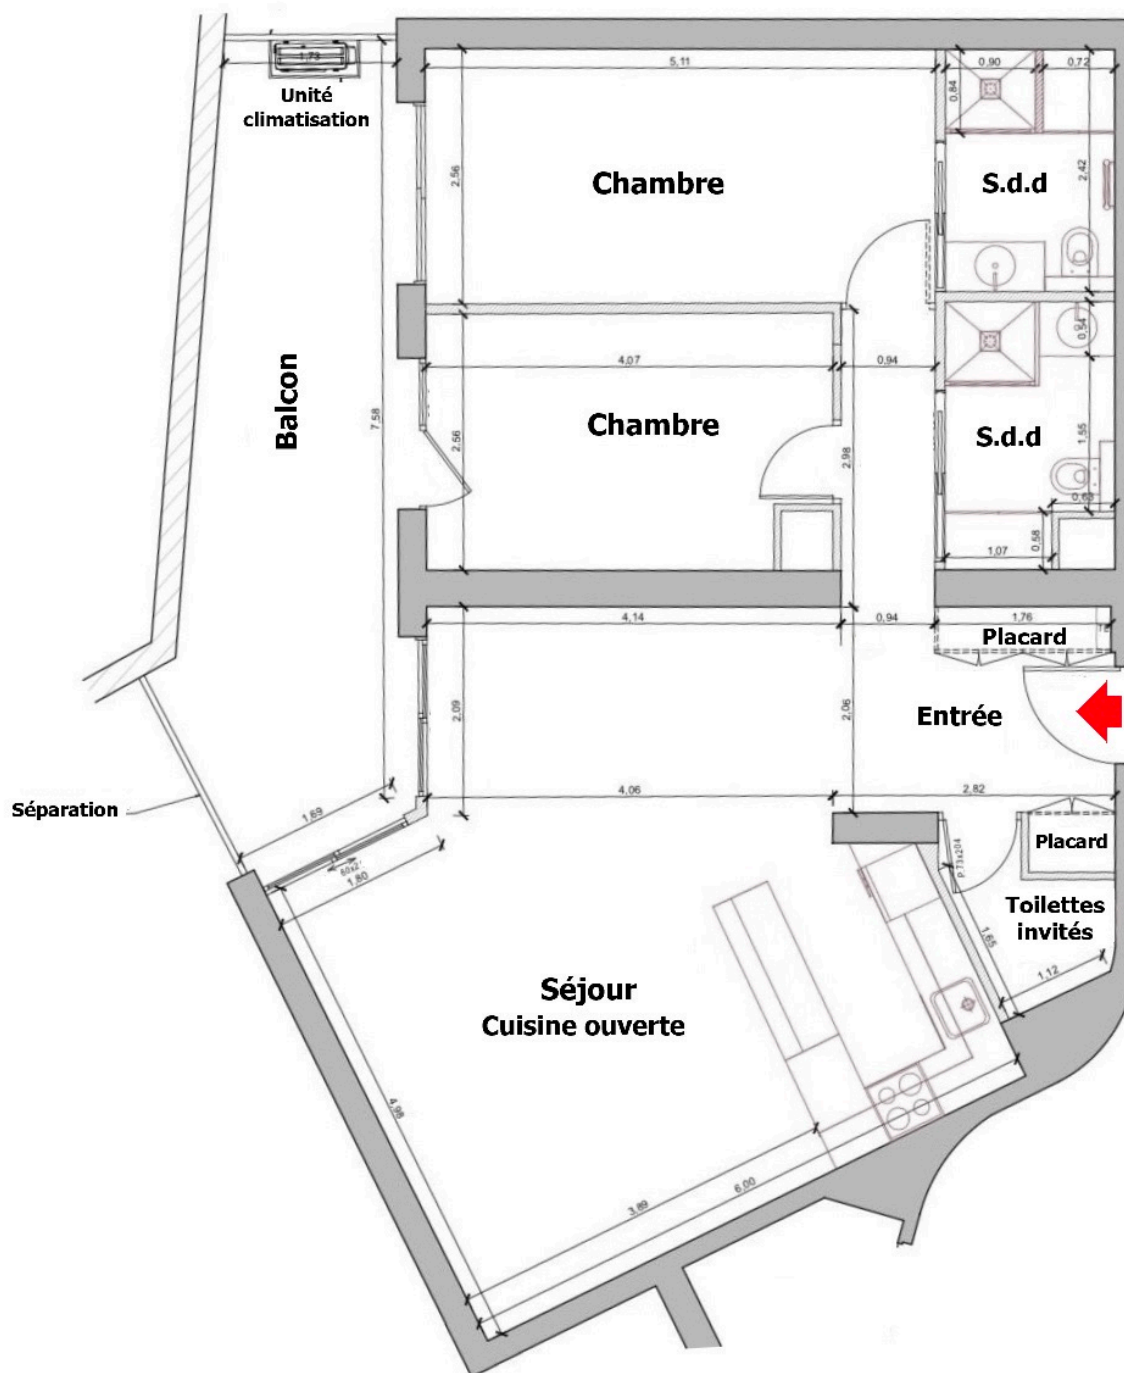 1,73
5,11
0,90
0,72
0,84
Unité
climatisation
2,56
Chambre
S.d.d
2,42
Balcon
7,58
4,07
0,94
0,54
2,56
Chambre
2,98
S.d.d
1,55
0,63
1,07
0,58
4,14
0,94
1,76
Placard
2,09
2,06
Entrée
Séparation
4,06
2,82
1,69
1,80
P.73x204
Placard
Toilettes
invités
1,65
1,12
Séjour
Cuisine ouverte
4,98
3,89
6,00